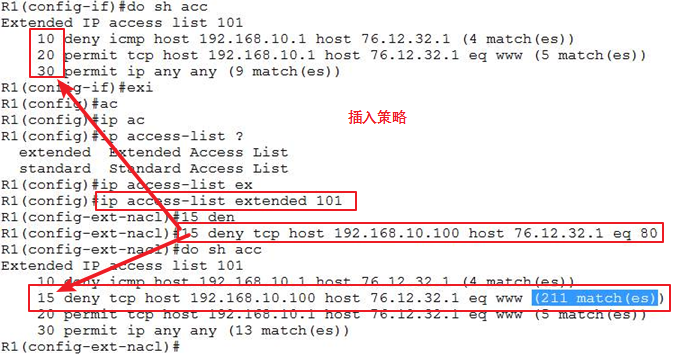 R1(config-if)#do sh acc
Extended IP access list 101
10 deny icmp host 192.168.10.1 host 76.12.32.1 (4 match(es))
20 permit tcp host 192.168.10.1 host 76.12.32.1 eq www (5 match(es))
30 permit ip any any (9 match(es))
R1(config-if)#exi
R1(config)#ac
R1(config)#ip ac
插入策略
R1(config)#ip access-list ?
extended Extended Access List
standard Standard Access List
R1(config)#ip access-list ex
R1(config)#ip access-list extended 101
R1(config-ext-nacl)#15 den
R1(config-ext-nacl)#15 deny tcp host 192.168.10.100 host 76.12.32.1 eq 80
R1(config-ext-nacl)#do sh acc
Extended IP access list 101
10 deny icmp host 192.168.10.1 host 76.12.32.1 (4 match(es))
15 deny tcp host 192.168.10.100 host 76.12.32.1 eq www (211 match(es))
20 permit tcp host 192.168.10.1 host 76.12.32.1 eq www (5 match(es))
30 permit ip any any (13 match(es))
R1(config-ext-nacl)#